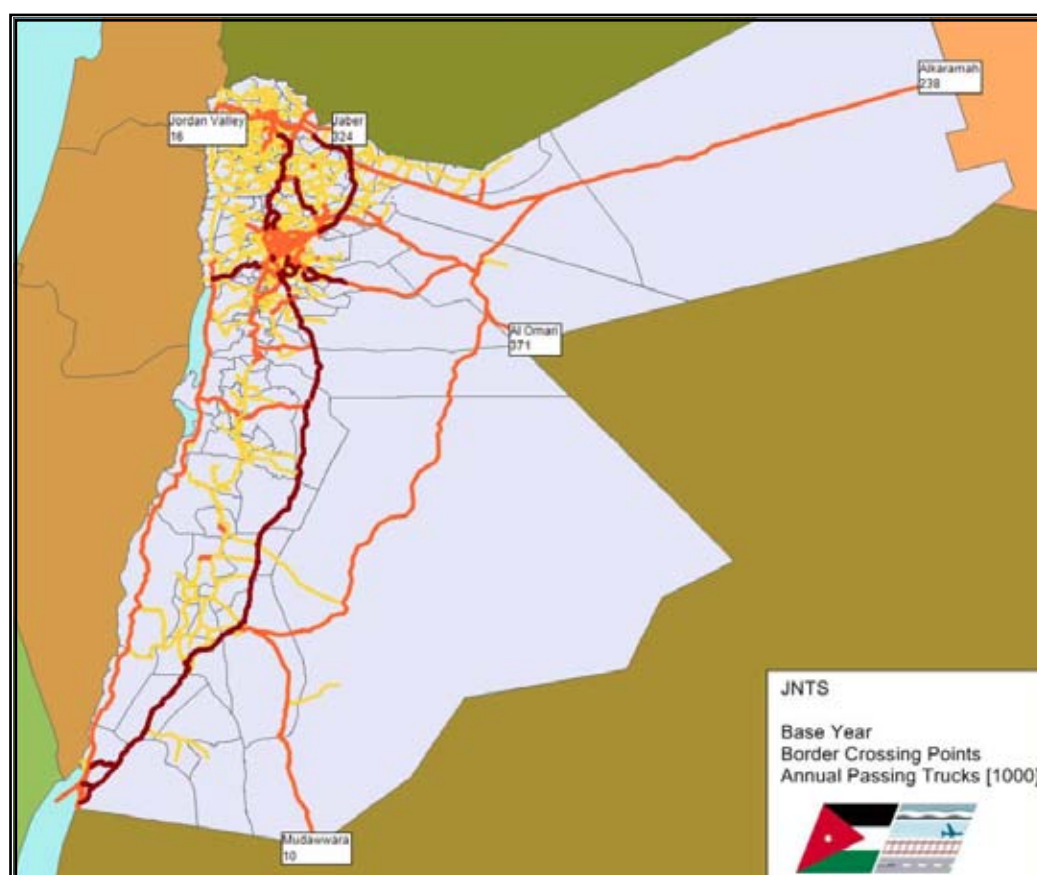 Alkaramah
238
Jordan Valley
16
Jaber
324
Al Omari
371
Mudawwara
10
JNTS
Base Year
Border Crossing Points
Annual Passing Trucks [1000]